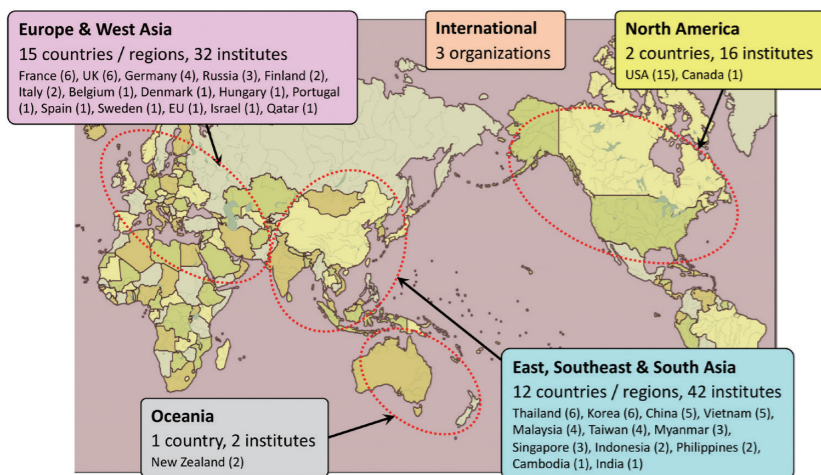 Europe & West Asia
15 countries / regions, 32 institutes
France (6), UK (6), Germany (4), Russia (3), Finland (2),
Italy (2), Belgium (1), Denmark (1), Hungary (1), Portugal
(1), Spain (1), Sweden (1), EU (1), Israel (1), Qatar (1)
International
3 organizations
North America
2 countries, 16 institutes
USA (15), Canada (1)
Oceania
1 country, 2 institutes
New Zealand (2)
East, Southeast & South Asia
12 countries / regions, 42 institutes
Thailand (6), Korea (6), China (5), Vietnam (5),
Malaysia (4), Taiwan (4), Myanmar (3),
Singapore (3), Indonesia (2), Philippines (2),
Cambodia (1), India (1)